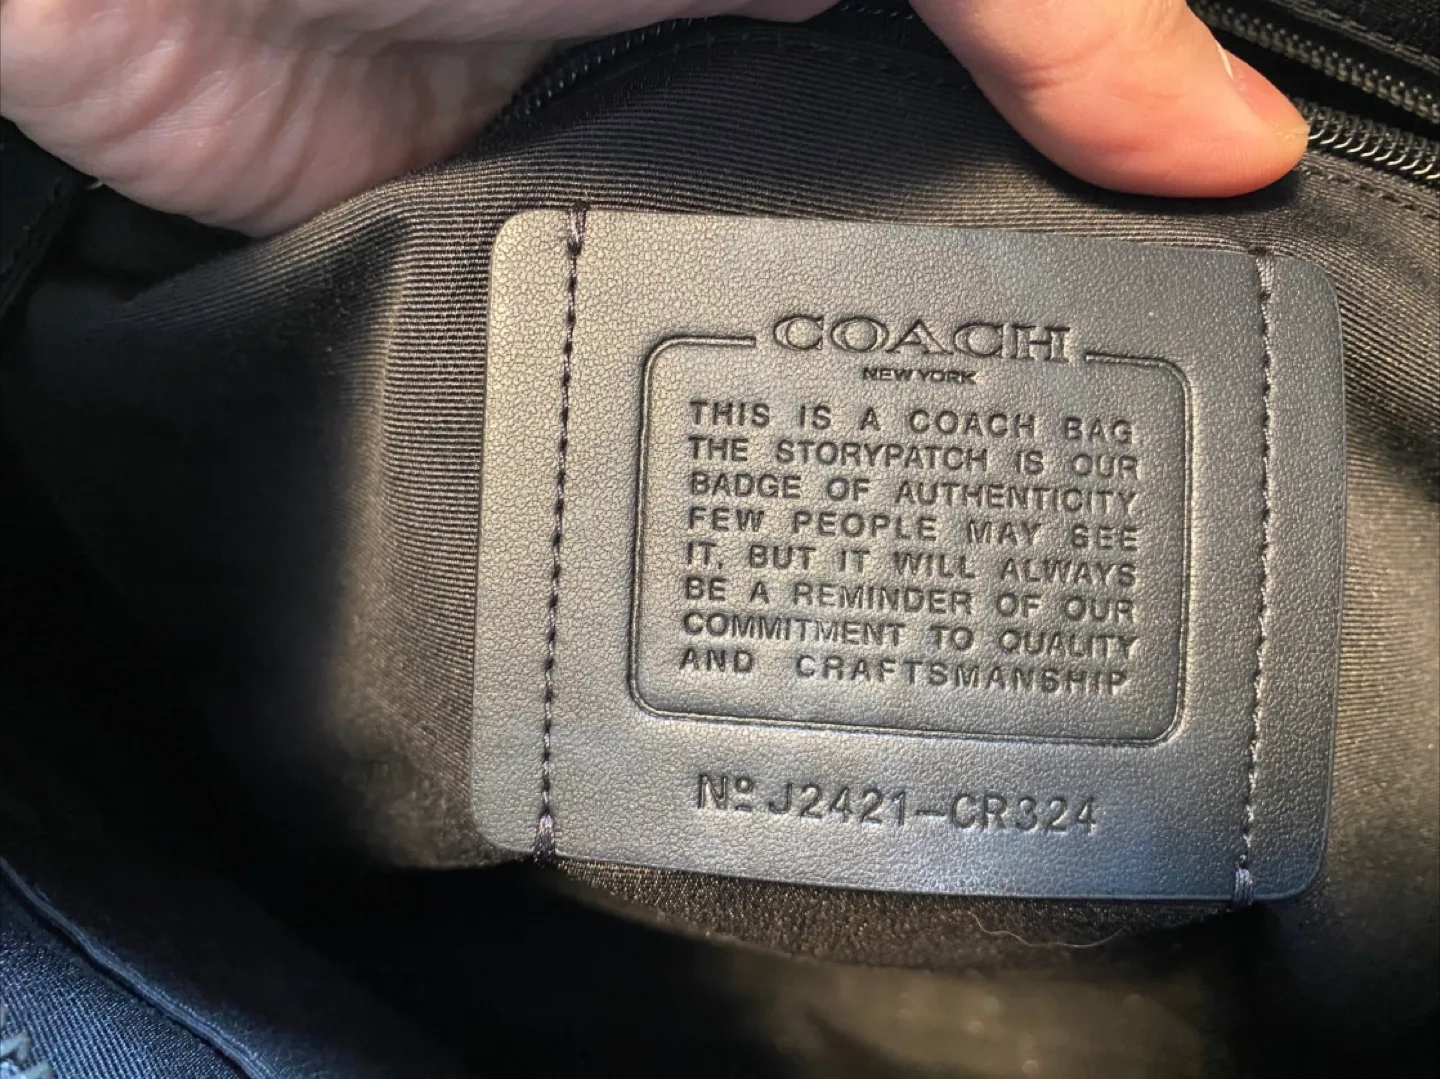 COACH
NEW YORK
THIS IS A COACH BAG
THE STORYPATCH IS OUR
BADGE OF AUTHENTICITY
FEW PEOPLE MAY SEE
IT, BUT IT WILL ALWAYS
BE A REMINDER OF OUR
COMMITMENT TO QUALITY
AND CRAFTSMANSHIP
Nº J2421-CR324